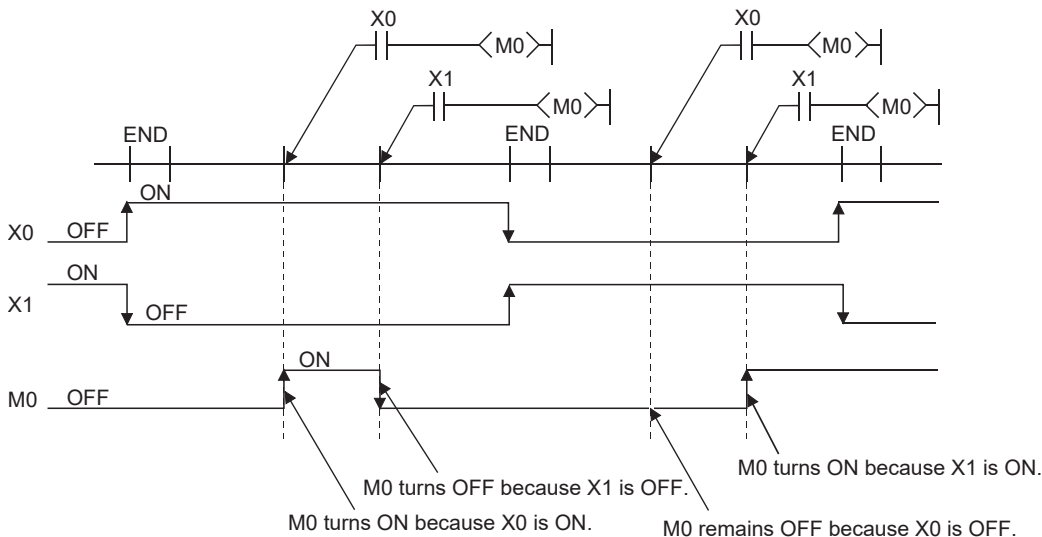 X0
X0
M0
M0
X1
X1
M0
M0
END
END
END
ON
X0
OFF
ON
X1
OFF
ON
M0
OFF
M0 turns ON because X1 is ON.
M0 turns OFF because X1 is OFF.
M0 turns ON because X0 is ON.
M0 remains OFF because X0 is OFF.